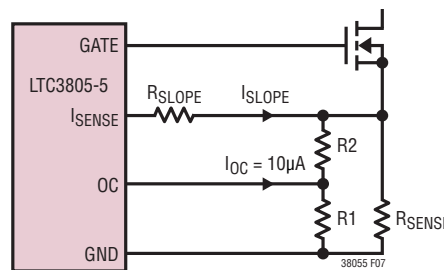 GATE
LTC3805-5
RSLOPE
ISLOPE
ISENSE
R2
IOC = 10µA
OC
R1
RSENSE
GND
38055 F07